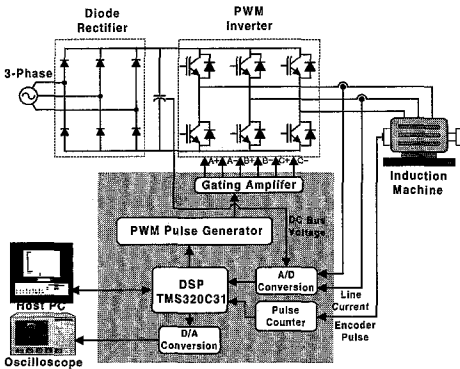 Diode
Rectifier
PWM
Inverter
3-Phase
A+ A- B+ B- C+ C-
Gating Amplifer
Induction
Machine
PWM Pulse Generator
DC Bus
Voltage
DSP
TMS320C31
A/D
Conversion
Line
Current
Host PC
Pulse
Counter
Encoder
Pulse
D/A
Conversion
Oscilloscope